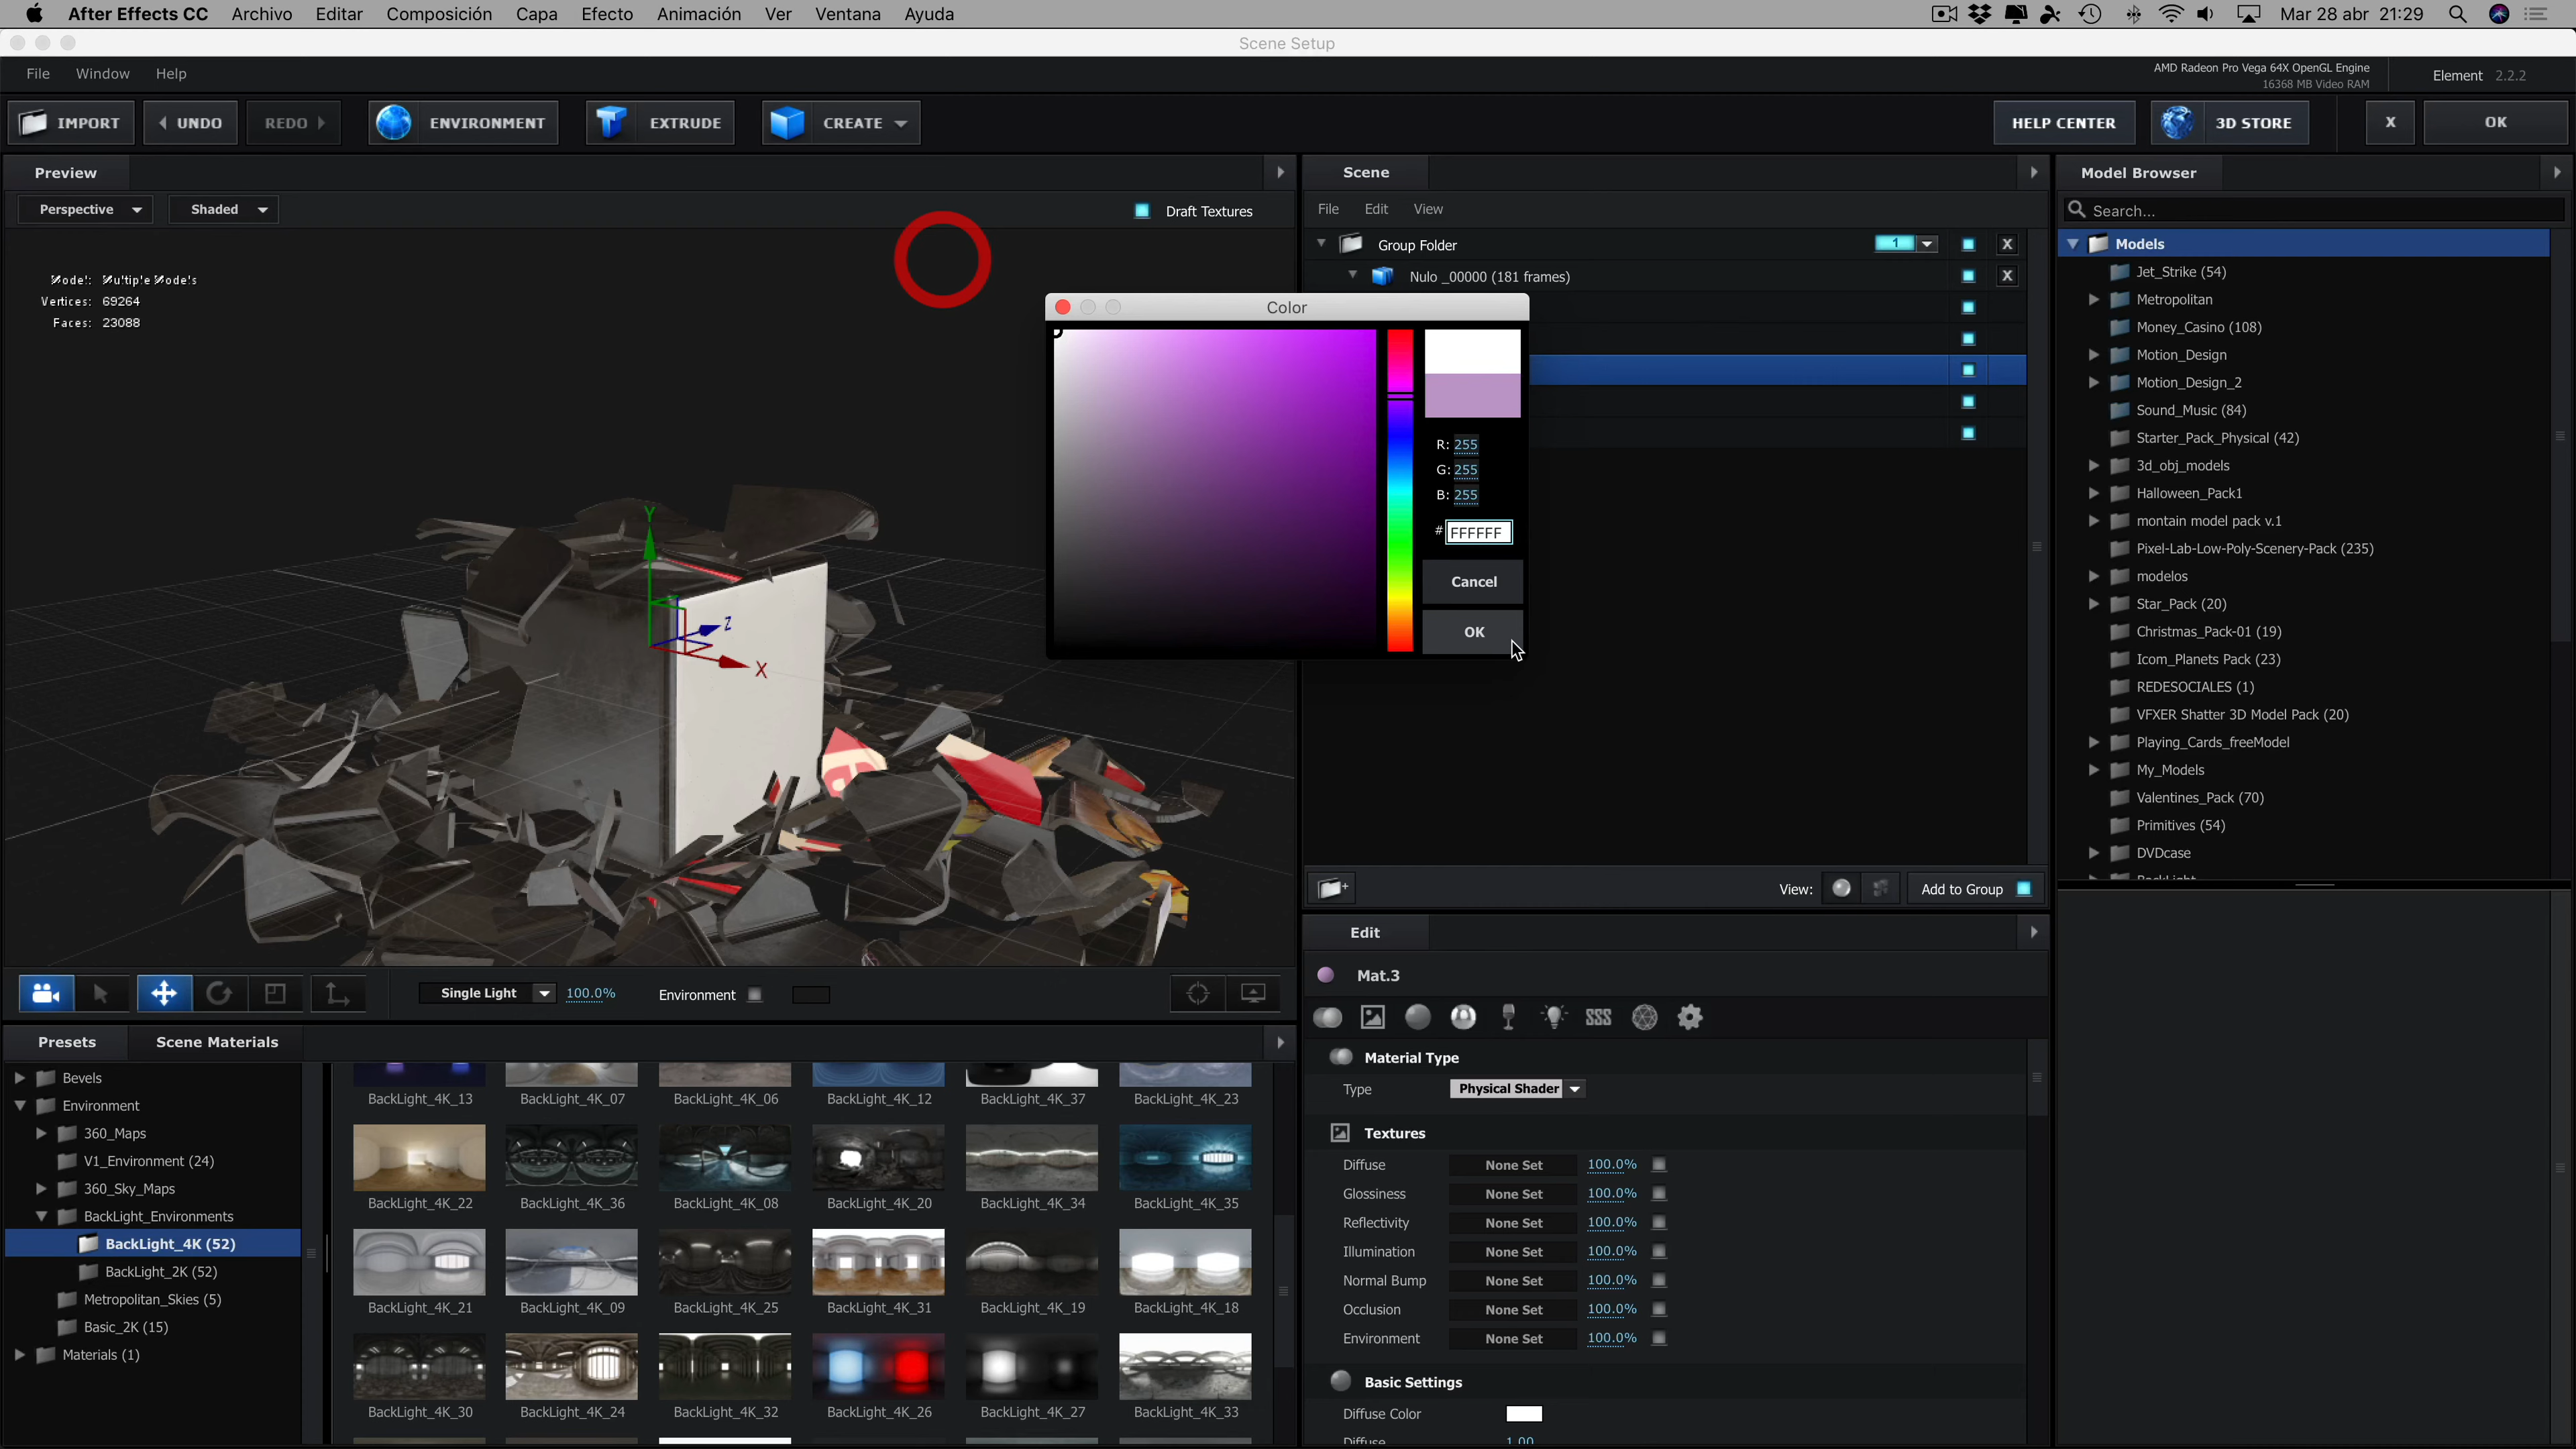 After Effects CC Archivo Editar Composición Capa Efecto Animación Ver Ventana Ayuda Mar 28 abr 21:29
Scene Setup
File Window Help
AMD Radeon Pro Vega 64X OpenGL Engine
16368 MB Video RAM
Element 2.2.2
IMPORT UNDO REDO ENVIRONMENT EXTRUDE CREATE HELP CENTER 3D STORE X OK
Preview
Perspective Shaded Draft Textures
Model: Multiple Models
Vertices: 69264
Faces: 23088
Y
Z
X
Single Light 100.0% Environment
Scene
File Edit View
Group Folder 1 X
Nulo _00000 (181 frames) X
Color
R: 255
G: 255
B: 255
# FFFFFF
Cancel
OK
View: Add to Group
Model Browser
Search...
Models
Jet_Strike (54)
Metropolitan
Money_Casino (108)
Motion_Design
Motion_Design_2
Sound_Music (84)
Starter_Pack_Physical (42)
3d_obj_models
Halloween_Pack1
montain model pack v.1
Pixel-Lab-Low-Poly-Scenery-Pack (235)
modelos
Star_Pack (20)
Christmas_Pack-01 (19)
Icom_Planets Pack (23)
REDESOCIALES (1)
VFXER Shatter 3D Model Pack (20)
Playing_Cards_freeModel
My_Models
Valentines_Pack (70)
Primitives (54)
DVDcase
BackLight
Presets Scene Materials
Bevels
Environment
360_Maps
V1_Environment (24)
360_Sky_Maps
BackLight_Environments
BackLight_4K (52)
BackLight_2K (52)
Metropolitan_Skies (5)
Basic_2K (15)
Materials (1)
BackLight_4K_13 BackLight_4K_07 BackLight_4K_06 BackLight_4K_12 BackLight_4K_37 BackLight_4K_23
BackLight_4K_22 BackLight_4K_36 BackLight_4K_08 BackLight_4K_20 BackLight_4K_34 BackLight_4K_35
BackLight_4K_21 BackLight_4K_09 BackLight_4K_25 BackLight_4K_31 BackLight_4K_19 BackLight_4K_18
BackLight_4K_30 BackLight_4K_24 BackLight_4K_32 BackLight_4K_26 BackLight_4K_27 BackLight_4K_33
Edit
Mat.3
SSS
Material Type
Type Physical Shader
Textures
Diffuse None Set 100.0%
Glossiness None Set 100.0%
Reflectivity None Set 100.0%
Illumination None Set 100.0%
Normal Bump None Set 100.0%
Occlusion None Set 100.0%
Environment None Set 100.0%
Basic Settings
Diffuse Color
Diffuse 1.00